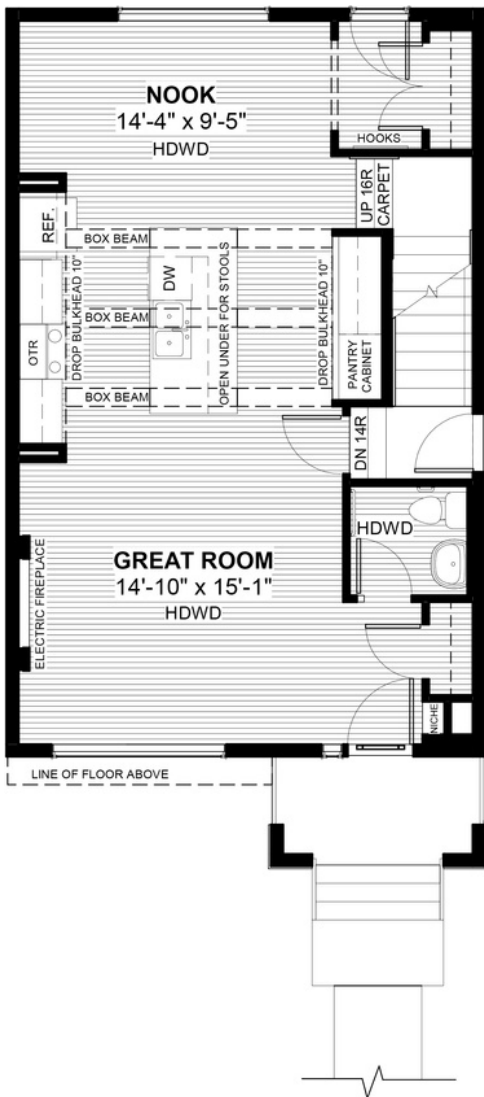 NOOK
14'-4" x 9'-5"
HDWD
HOOKS
UP 16R
CARPET
REF.
BOX BEAM
DW
OPEN UNDER FOR STOOLS
DROP BULKHEAD 10"
BOX BEAM
OTR
DROP BULKHEAD 10"
PANTRY
CABINET
BOX BEAM
DN 14R
HDWD
GREAT ROOM
14'-10" x 15'-1"
HDWD
ELECTRIC FIREPLACE
NICHE
LINE OF FLOOR ABOVE